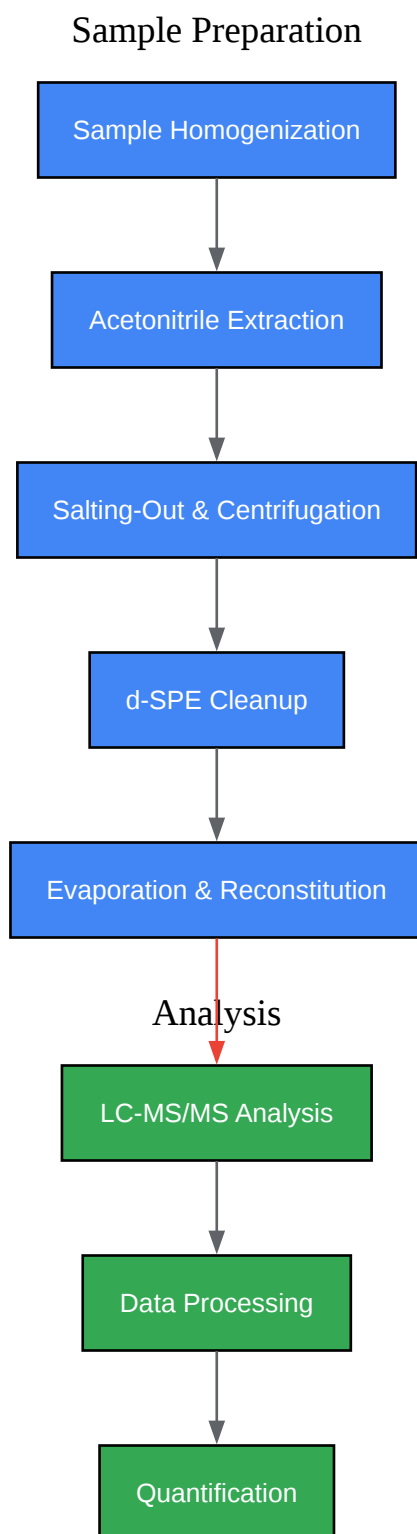 Sample Preparation
Sample Homogenization
Acetonitrile Extraction
Salting-Out & Centrifugation
d-SPE Cleanup
Evaporation & Reconstitution
Analysis
LC-MS/MS Analysis
Data Processing
Quantification